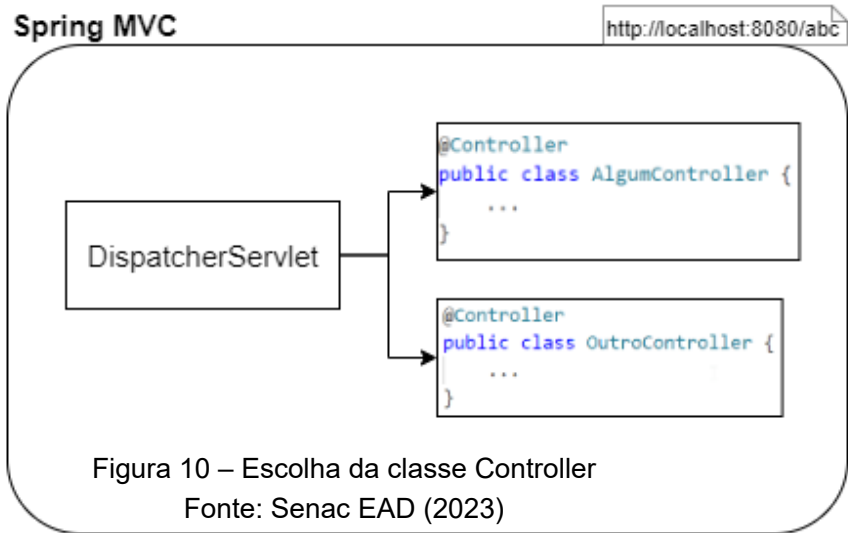 Spring MVC
http://localhost:8080/abc
DispatcherServlet
@Controller
public class AlgumController {
...
}
@Controller
public class OutroController {
...
}
Figura 10 – Escolha da classe Controller
Fonte: Senac EAD (2023)